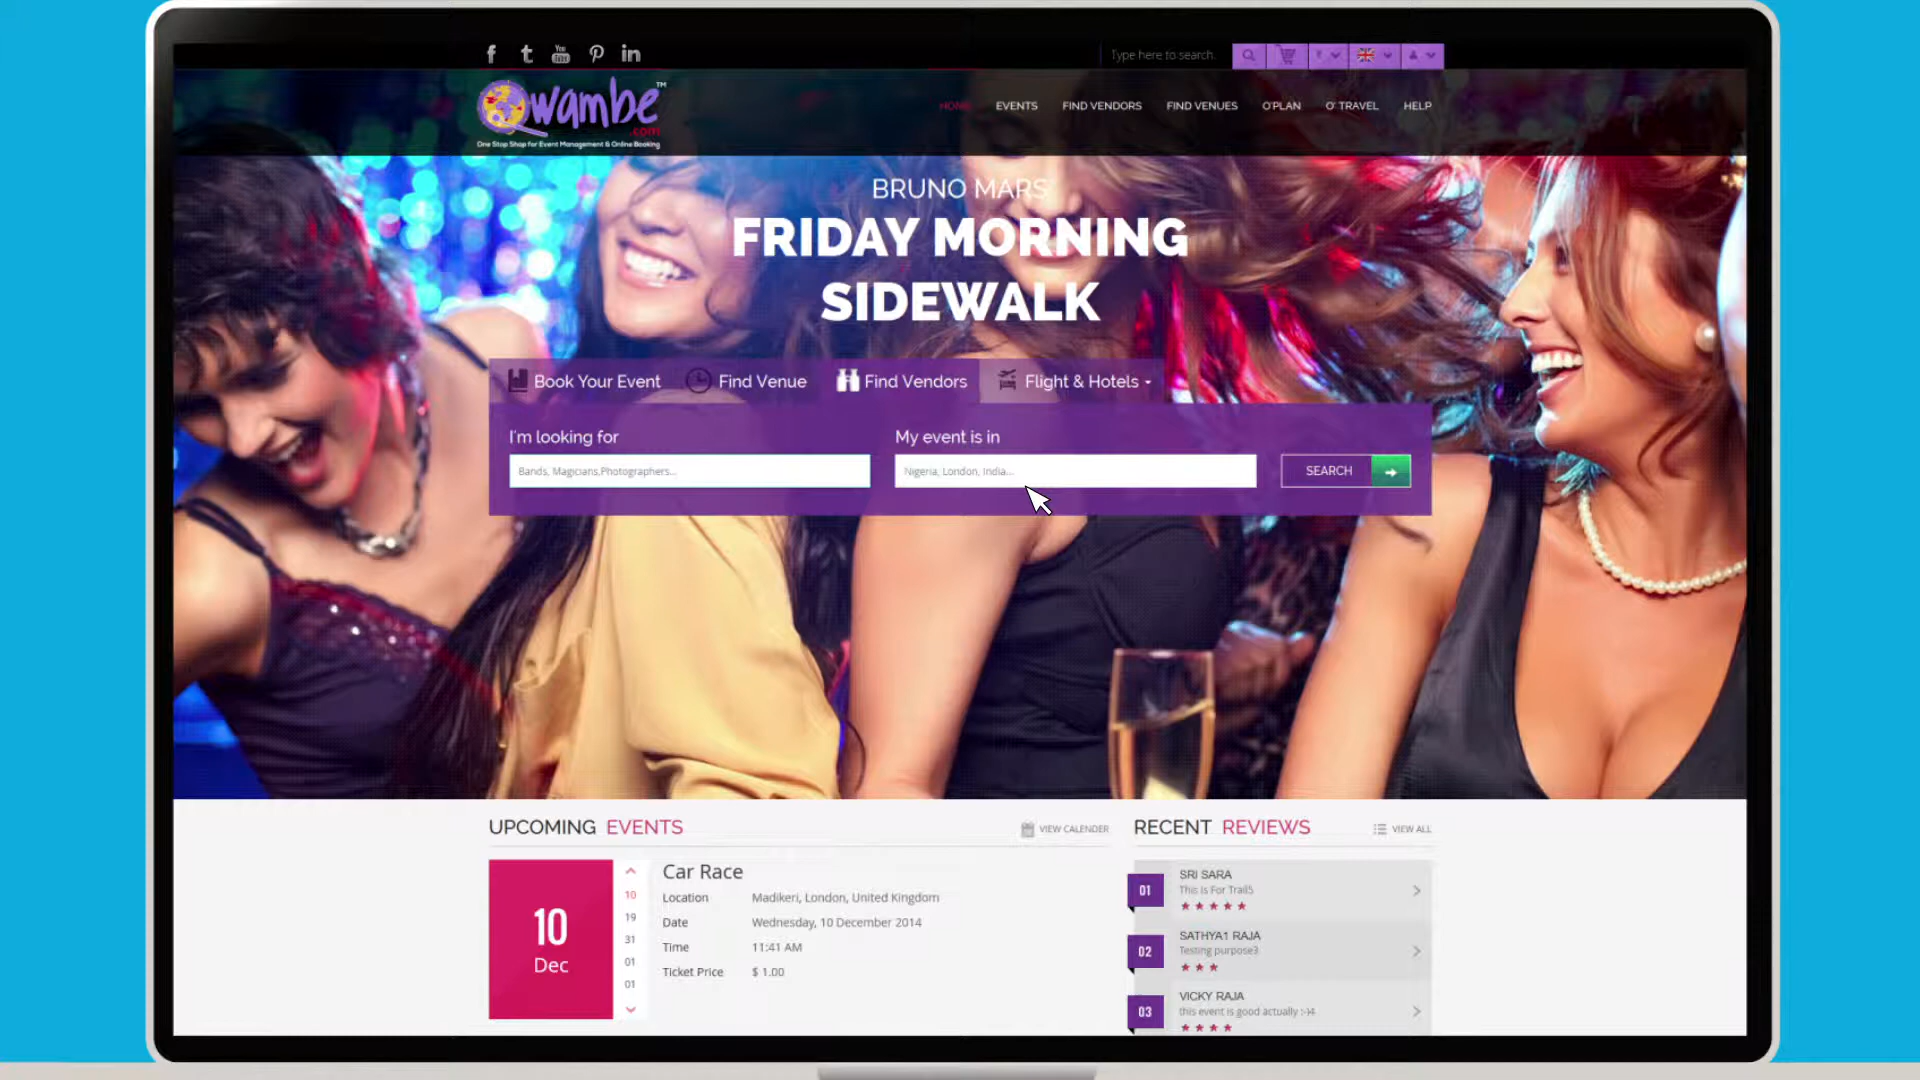 You
Type here to search.
Owambe™
.com
One Stop Shop for Event Management & Online Booking
HOME EVENTS FIND VENDORS FIND VENUES O'PLAN O' TRAVEL HELP
BRUNO MARS
FRIDAY MORNING
SIDEWALK
Book Your Event Find Venue Find Vendors Flight & Hotels
I'm looking for My event is in
Bands, Magicians,Photographers... Nigeria, London, India... SEARCH
UPCOMING EVENTS VIEW CALENDER
10
Dec
10
19
31
01
01
Car Race
Location Madikeri, London, United Kingdom
Date Wednesday, 10 December 2014
Time 11:41 AM
Ticket Price $ 1.00
RECENT REVIEWS VIEW ALL
01 SRI SARA
This is For Trail5
02 SATHYA1 RAJA
Testing purpose3
03 VICKY RAJA
this event is good actually :-)4